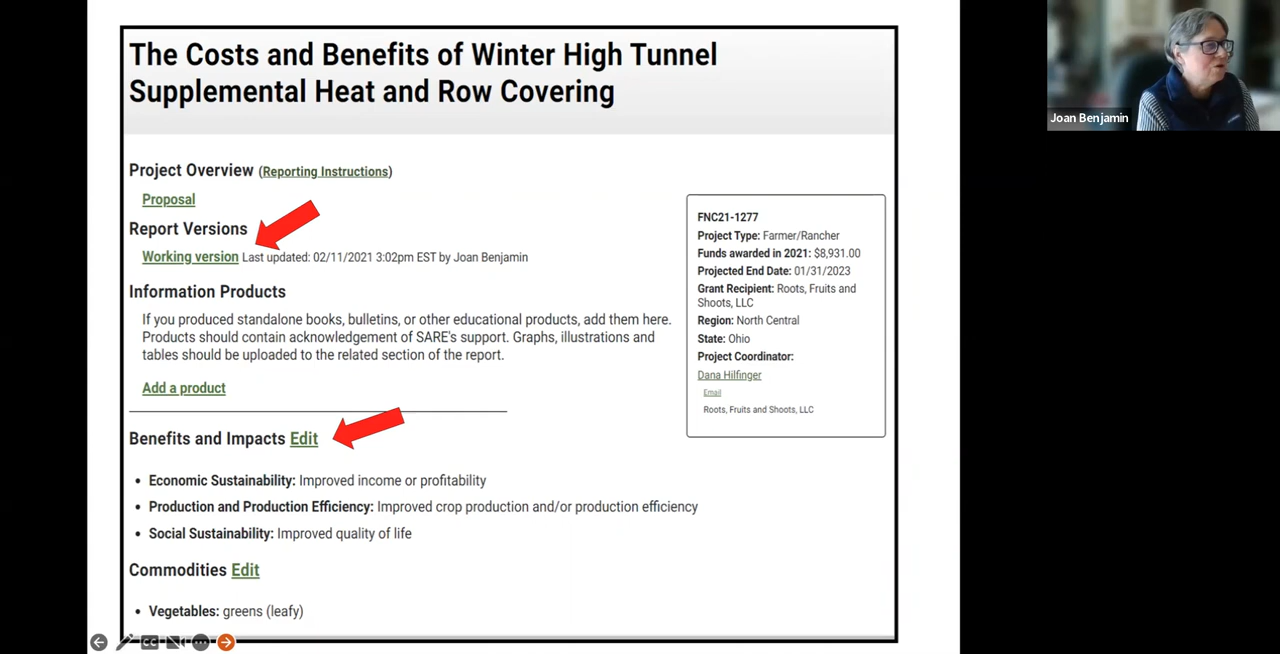 The Costs and Benefits of Winter High Tunnel
Supplemental Heat and Row Covering
Project Overview (Reporting Instructions)
Proposal
Report Versions
Working version Last updated: 02/11/2021 3:02pm EST by Joan Benjamin
Information Products
If you produced standalone books, bulletins, or other educational products, add them here.
Products should contain acknowledgement of SARE's support. Graphs, illustrations and
tables should be uploaded to the related section of the report.
Add a product
Benefits and Impacts Edit
• Economic Sustainability: Improved income or profitability
• Production and Production Efficiency: Improved crop production and/or production efficiency
• Social Sustainability: Improved quality of life
Commodities Edit
• Vegetables: greens (leafy)
FNC21-1277
Project Type: Farmer/Rancher
Funds awarded in 2021: $8,931.00
Projected End Date: 01/31/2023
Grant Recipient: Roots, Fruits and
Shoots, LLC
Region: North Central
State: Ohio
Project Coordinator:
Dana Hilfinger
Email
Roots, Fruits and Shoots, LLC
Joan Benjamin
CC